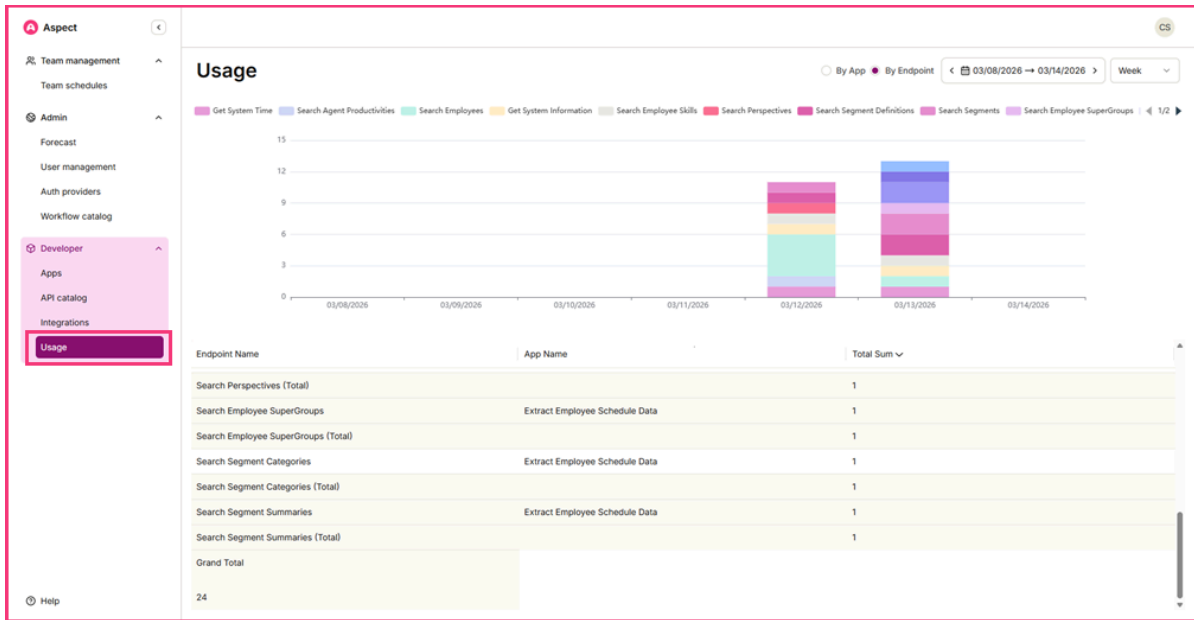 Aspect
CS
Team management
Team schedules
Admin
Forecast
User management
Auth providers
Workflow catalog
Developer
Apps
API catalog
Integrations
Usage
Help
Usage
By App By Endpoint 03/08/2026 → 03/14/2026 Week
Get System Time Search Agent Productivities Search Employees Get System Information Search Employee Skills Search Perspectives Search Segment Definitions Search Segments Search Employee SuperGroups 1/2
15
12
9
6
3
0
03/08/2026 03/09/2026 03/10/2026 03/11/2026 03/12/2026 03/13/2026 03/14/2026
Endpoint Name App Name Total Sum
Search Perspectives (Total) 1
Search Employee SuperGroups Extract Employee Schedule Data 1
Search Employee SuperGroups (Total) 1
Search Segment Categories Extract Employee Schedule Data 1
Search Segment Categories (Total) 1
Search Segment Summaries Extract Employee Schedule Data 1
Search Segment Summaries (Total) 1
Grand Total
24